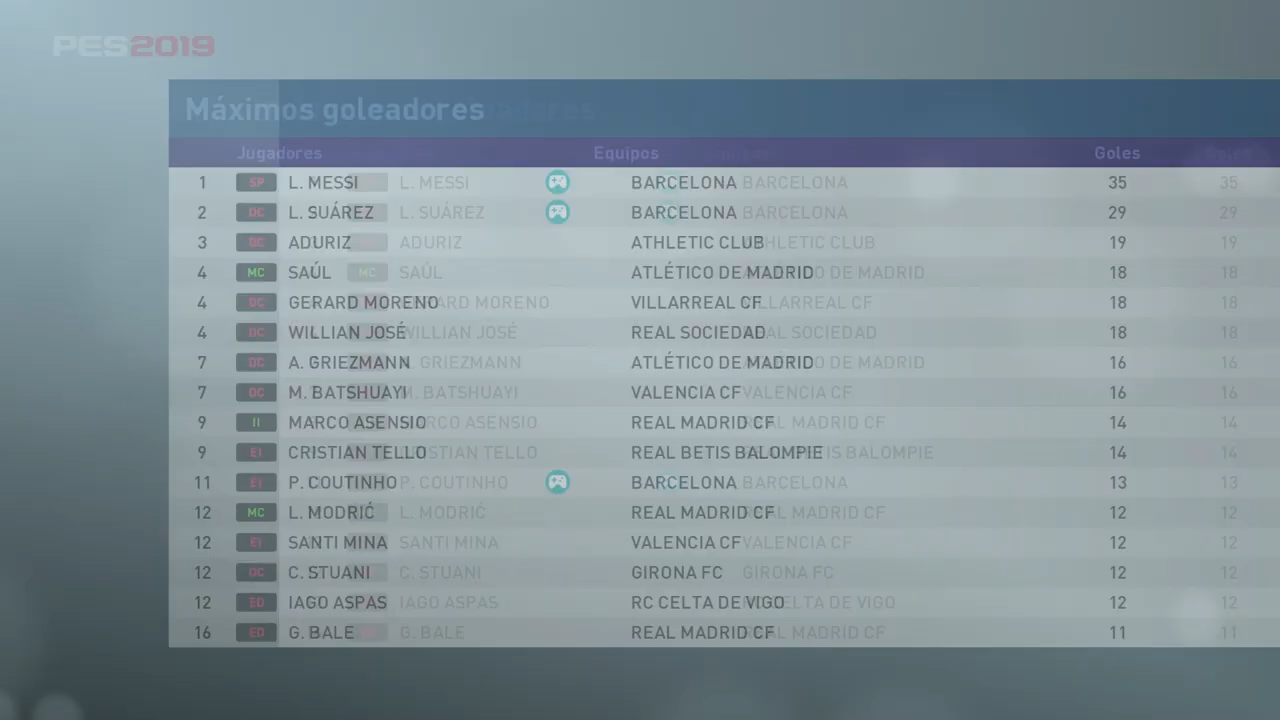 PES2019
Máximos goleadores
Jugadores Equipos Goles
1 SP L. MESSI BARCELONA 35
2 DC L. SUÁREZ BARCELONA 29
3 DC ADURIZ ATHLETIC CLUB 19
4 MC SAÚL ATLÉTICO DE MADRID 18
4 DC GERARD MORENO VILLARREAL CF 18
4 DC WILLIAN JOSÉ REAL SOCIEDAD 18
7 DC A. GRIEZMANN ATLÉTICO DE MADRID 16
7 DC M. BATSHUAYI VALENCIA CF 16
9 II MARCO ASENSIO REAL MADRID CF 14
9 EI CRISTIAN TELLO REAL BETIS BALOMPIE 14
11 EI P. COUTINHO BARCELONA 13
12 MC L. MODRIĆ REAL MADRID CF 12
12 EI SANTI MINA VALENCIA CF 12
12 DC C. STUANI GIRONA FC 12
12 ED IAGO ASPAS RC CELTA DE VIGO 12
16 ED G. BALE REAL MADRID CF 11